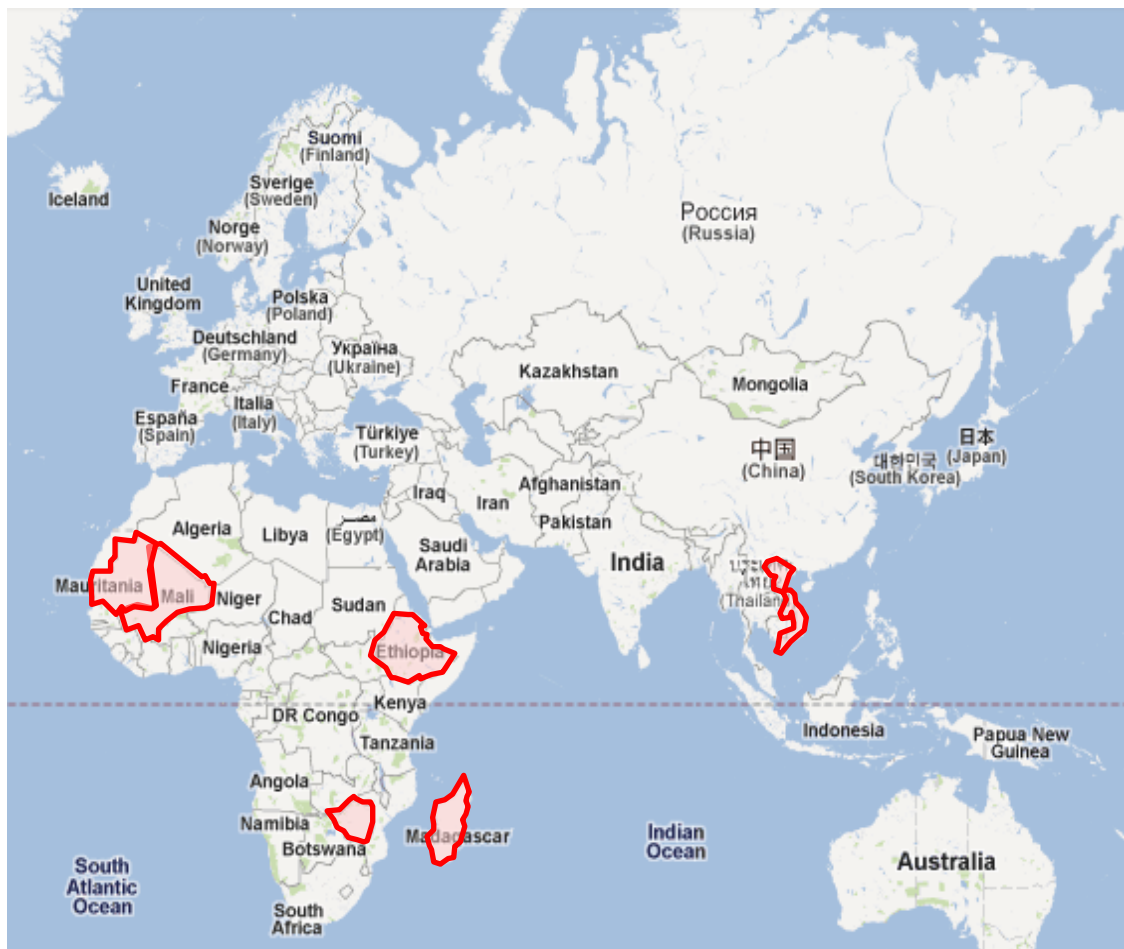 Suomi
(Finland)
Sverige
(Sweden)
Iceland
Norge
(Norway)
Россия
(Russia)
United
Kingdom
Polska
(Poland)
Deutschland
(Germany)
Україна
(Ukraine)
France
Italia
(Italy)
España
(Spain)
Türkiye
(Turkey)
Kazakhstan
Mongolia
中国
(China)
日本
(Japan)
대한민국
(South Korea)
Iraq
Iran
Afghanistan
Pakistan
Algeria
Libya
(Egypt)
Saudi
Arabia
India
Mauritania
Mali
Niger
Chad
Sudan
Nigeria
Ethiopia
DR Congo
Kenya
Tanzania
Indonesia
Papua New
Guinea
Angola
Namibia
Botswana
Madagascar
South
Africa
South
Atlantic
Ocean
Indian
Ocean
Australia